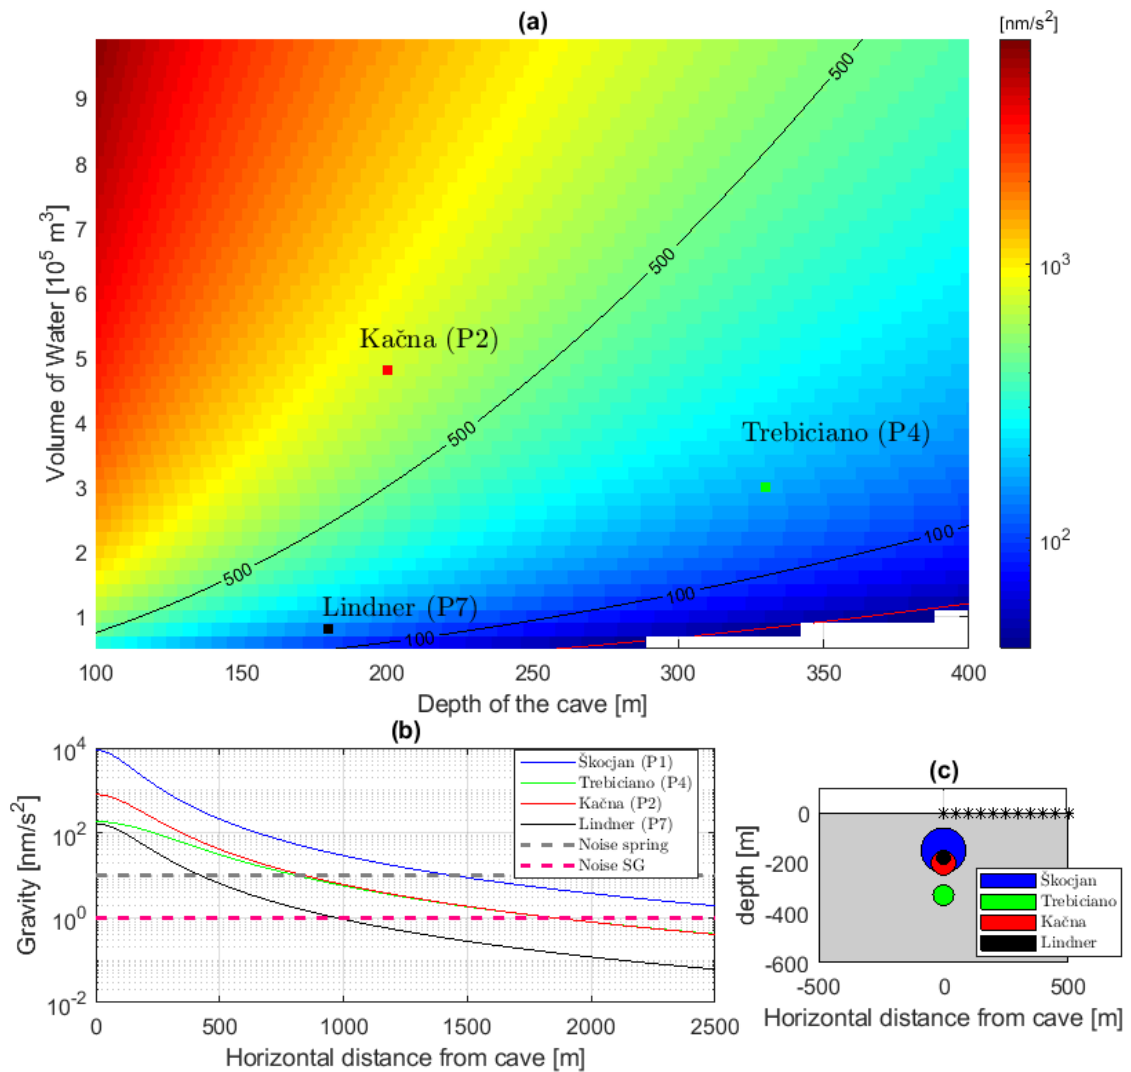 (a)
[nm/s²]
Volume of Water [10⁵ m³]
9
8
7
6
5
4
3
2
1
500
500
500
500
100
100
100
Kačna (P2)
Trebiciano (P4)
Lindner (P7)
100 150 200 250 300 350 400
Depth of the cave [m]
10³
10²
(b)
Gravity [nm/s²]
10⁴
10²
10⁰
10⁻²
Škocjan (P1)
Trebiciano (P4)
Kačna (P2)
Lindner (P7)
Noise spring
Noise SG
0 500 1000 1500 2000 2500
Horizontal distance from cave [m]
(c)
depth [m]
0
-200
-400
-600
Škocjan
Trebiciano
Kačna
Lindner
-500 0 500
Horizontal distance from cave [m]